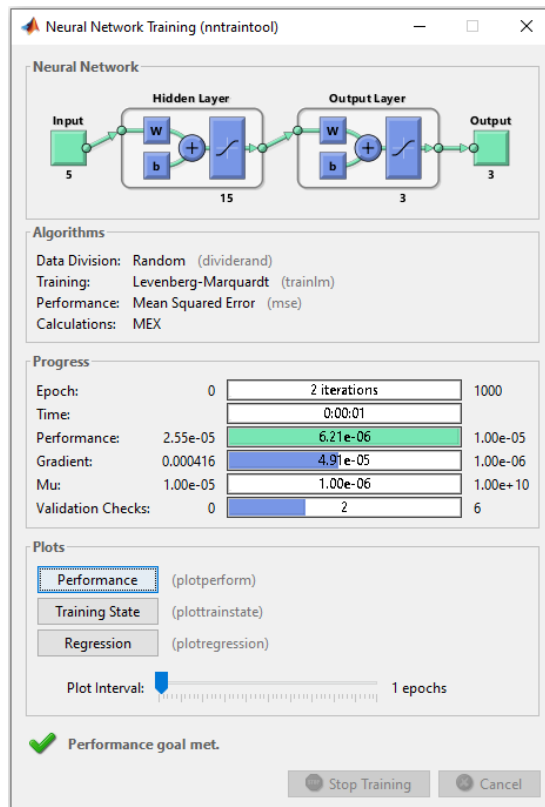 Neural Network Training (nntraintool)
Neural Network
Hidden Layer
Output Layer
Input
W
b
+
W
b
+
Output
5
15
3
3
Algorithms
Data Division: Random (dividerand)
Training: Levenberg-Marquardt (trainlm)
Performance: Mean Squared Error (mse)
Calculations: MEX
Progress
Epoch: 0 2 iterations 1000
Time: 0:00:01
Performance: 2.55e-05 6.21e-06 1.00e-05
Gradient: 0.000416 4.91e-05 1.00e-06
Mu: 1.00e-05 1.00e-06 1.00e+10
Validation Checks: 0 2 6
Plots
Performance (plotperform)
Training State (plottrainstate)
Regression (plotregression)
Plot Interval: 1 epochs
Performance goal met.
Stop Training Cancel